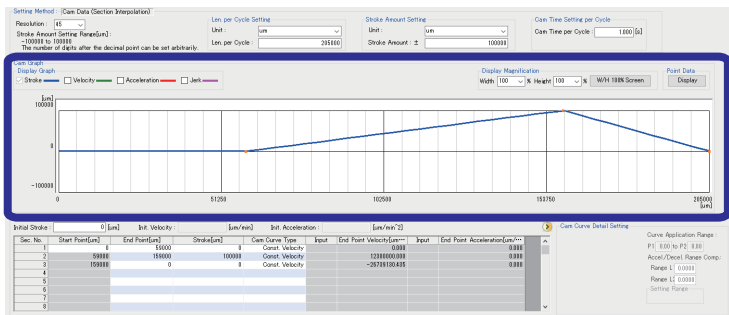 Setting Method : Cam Data (Section Interpolation)
Resolution : 45
Stroke Amount Setting Range[um] :
-100000 to
100000
The number of digits after the decimal point can be set arbitrarily.
Len. per Cycle Setting
Unit : um
Len. per Cycle : 205000
Stroke Amount Setting
Unit : um
Stroke Amount : ± 100000
Cam Time Setting per Cycle
Cam Time per Cycle : 1.000 [s]
Cam Graph
Display Graph
Stroke Velocity Acceleration Jerk
Display Magnification
Width 100 % Height 100 % W/H 100% Screen
Point Data
Display
[um]
100000
0
-100000
0 51250 102500 153750 205000
[um]
Initial Stroke : 0 [um] Init. Velocity : [um/min] Init. Acceleration : [um/min^2]
Sec. No. Start Point[um] End Point[um] Stroke[um] Cam Curve Type Input End Point Velocity[um… Input End Point Acceleration[um/…
1 0 59000 0 Const. Velocity 0.000 0.000
2 59000 159000 100000 Const. Velocity 12300000.000 0.000
3 159000 0 0 Const. Velocity -26739130.435 0.000
4
5
6
7
8
Cam Curve Detail Setting
Curve Application Range :
P1 0.00 to P2 0.00
Accel./Decel. Range Comp.:
Range L 0.0000
Range L2 0.0000
Setting Range